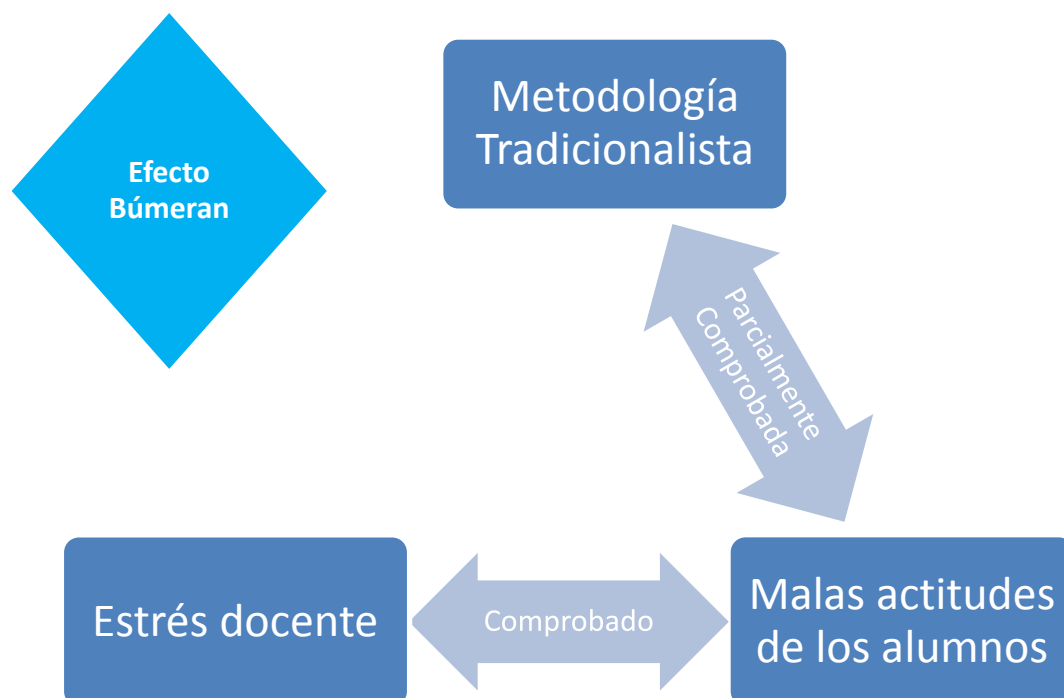 Efecto
Búmeran
Metodología
Tradicionalista
Parcialmente
Comprobada
Estrés docente
Comprobado
Malas actitudes
de los alumnos